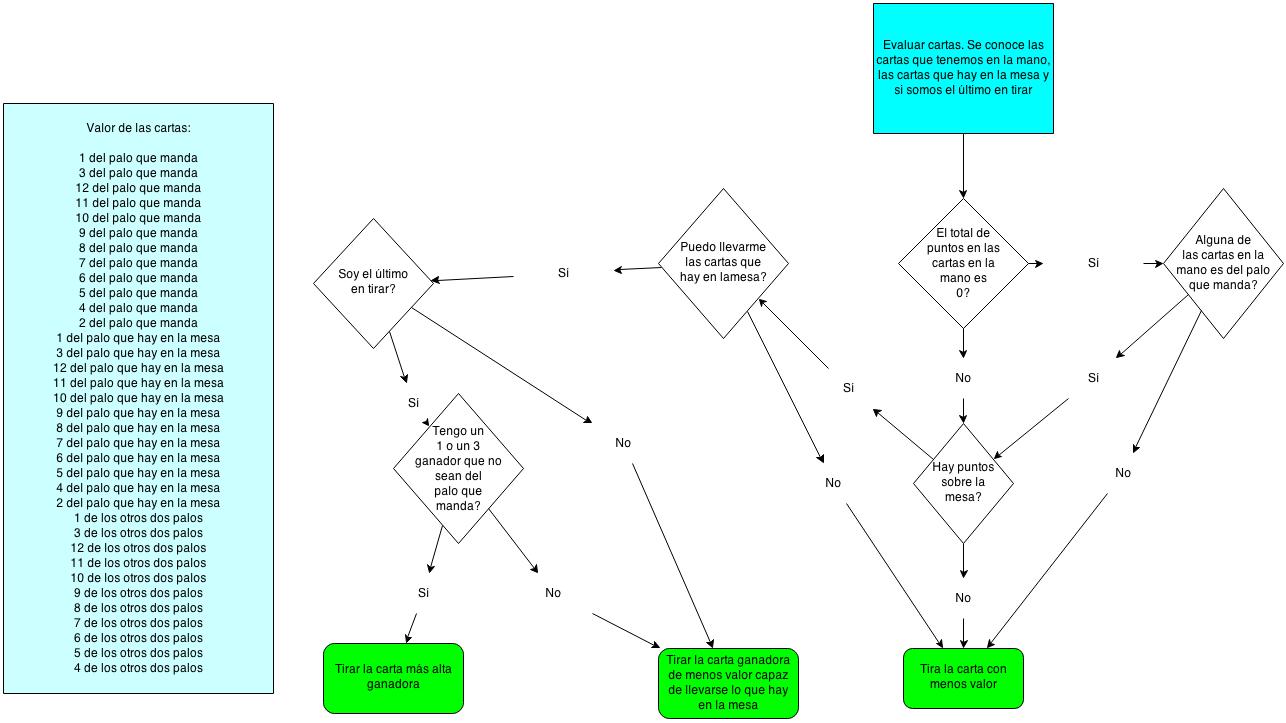 Evaluar cartas. Se conoce las
cartas que tenemos en la mano,
las cartas que hay en la mesa y
si somos el último en tirar
Valor de las cartas:
1 del palo que manda
3 del palo que manda
12 del palo que manda
11 del palo que manda
10 del palo que manda
9 del palo que manda
8 del palo que manda
7 del palo que manda
6 del palo que manda
5 del palo que manda
4 del palo que manda
2 del palo que manda
1 del palo que hay en la mesa
3 del palo que hay en la mesa
12 del palo que hay en la mesa
11 del palo que hay en la mesa
10 del palo que hay en la mesa
9 del palo que hay en la mesa
8 del palo que hay en la mesa
7 del palo que hay en la mesa
6 del palo que hay en la mesa
5 del palo que hay en la mesa
4 del palo que hay en la mesa
2 del palo que hay en la mesa
1 de los otros dos palos
3 de los otros dos palos
12 de los otros dos palos
11 de los otros dos palos
10 de los otros dos palos
9 de los otros dos palos
8 de los otros dos palos
7 de los otros dos palos
6 de los otros dos palos
5 de los otros dos palos
4 de los otros dos palos
Soy el último
en tirar?
Si
Puedo llevarme
las cartas que
hay en lamesa?
El total de
puntos en las
cartas en la
mano es
0?
Si
Alguna de
las cartas en la
mano es del palo
que manda?
No
Si
Si
Si
No
Tengo un
1 o un 3
ganador que no
sean del
palo que
manda?
No
Hay puntos
sobre la
mesa?
No
Si
No
No
Tirar la carta más alta
ganadora
Tirar la carta ganadora
de menos valor capaz
de llevarse lo que hay
en la mesa
Tira la carta con
menos valor